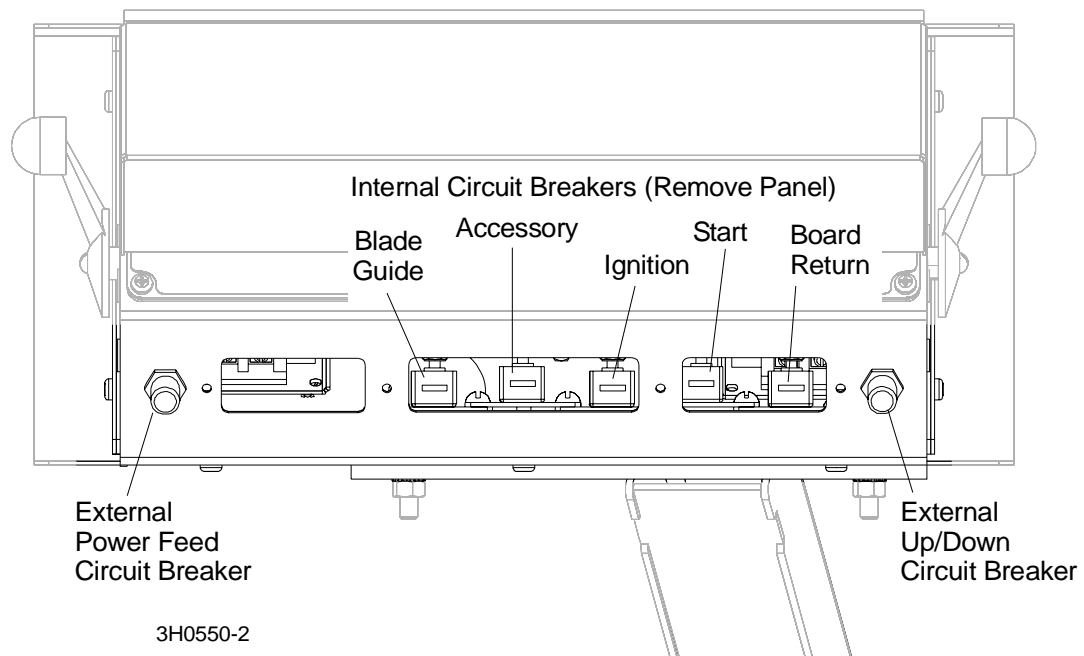 Internal Circuit Breakers (Remove Panel)
Blade
Guide
Accessory
Ignition
Start
Board
Return
External
Power Feed
Circuit Breaker
External
Up/Down
Circuit Breaker
3H0550-2